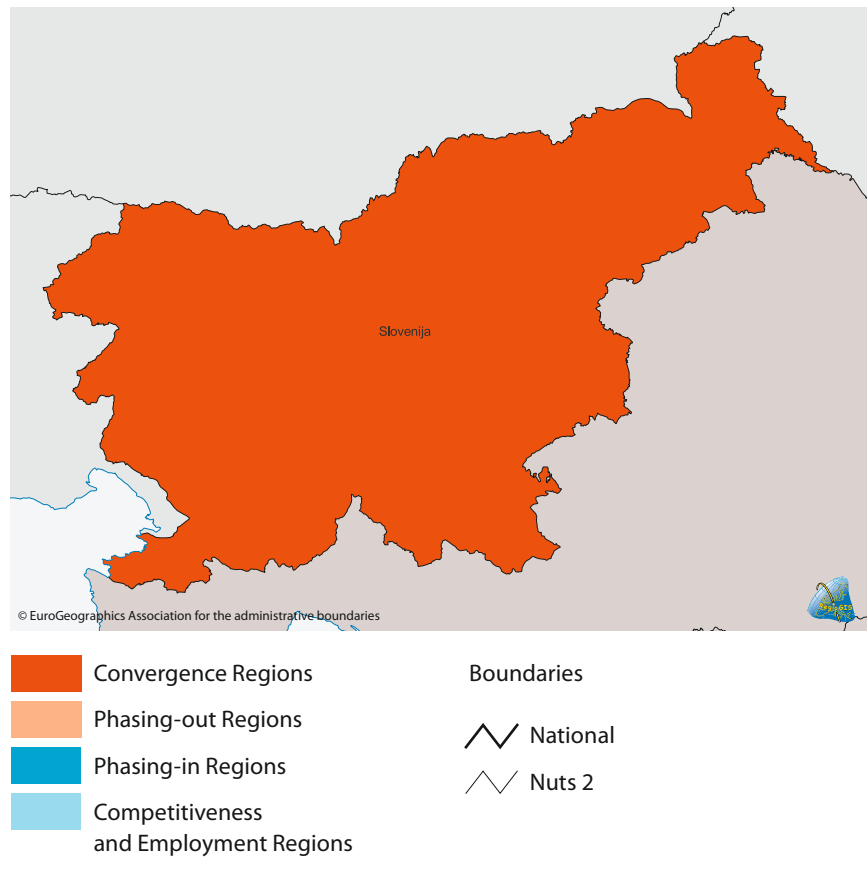 Slovenija
© EuroGeographics Association for the administrative boundaries
RegioGIS
Convergence Regions
Phasing-out Regions
Phasing-in Regions
Competitiveness
and Employment Regions
Boundaries
National
Nuts 2